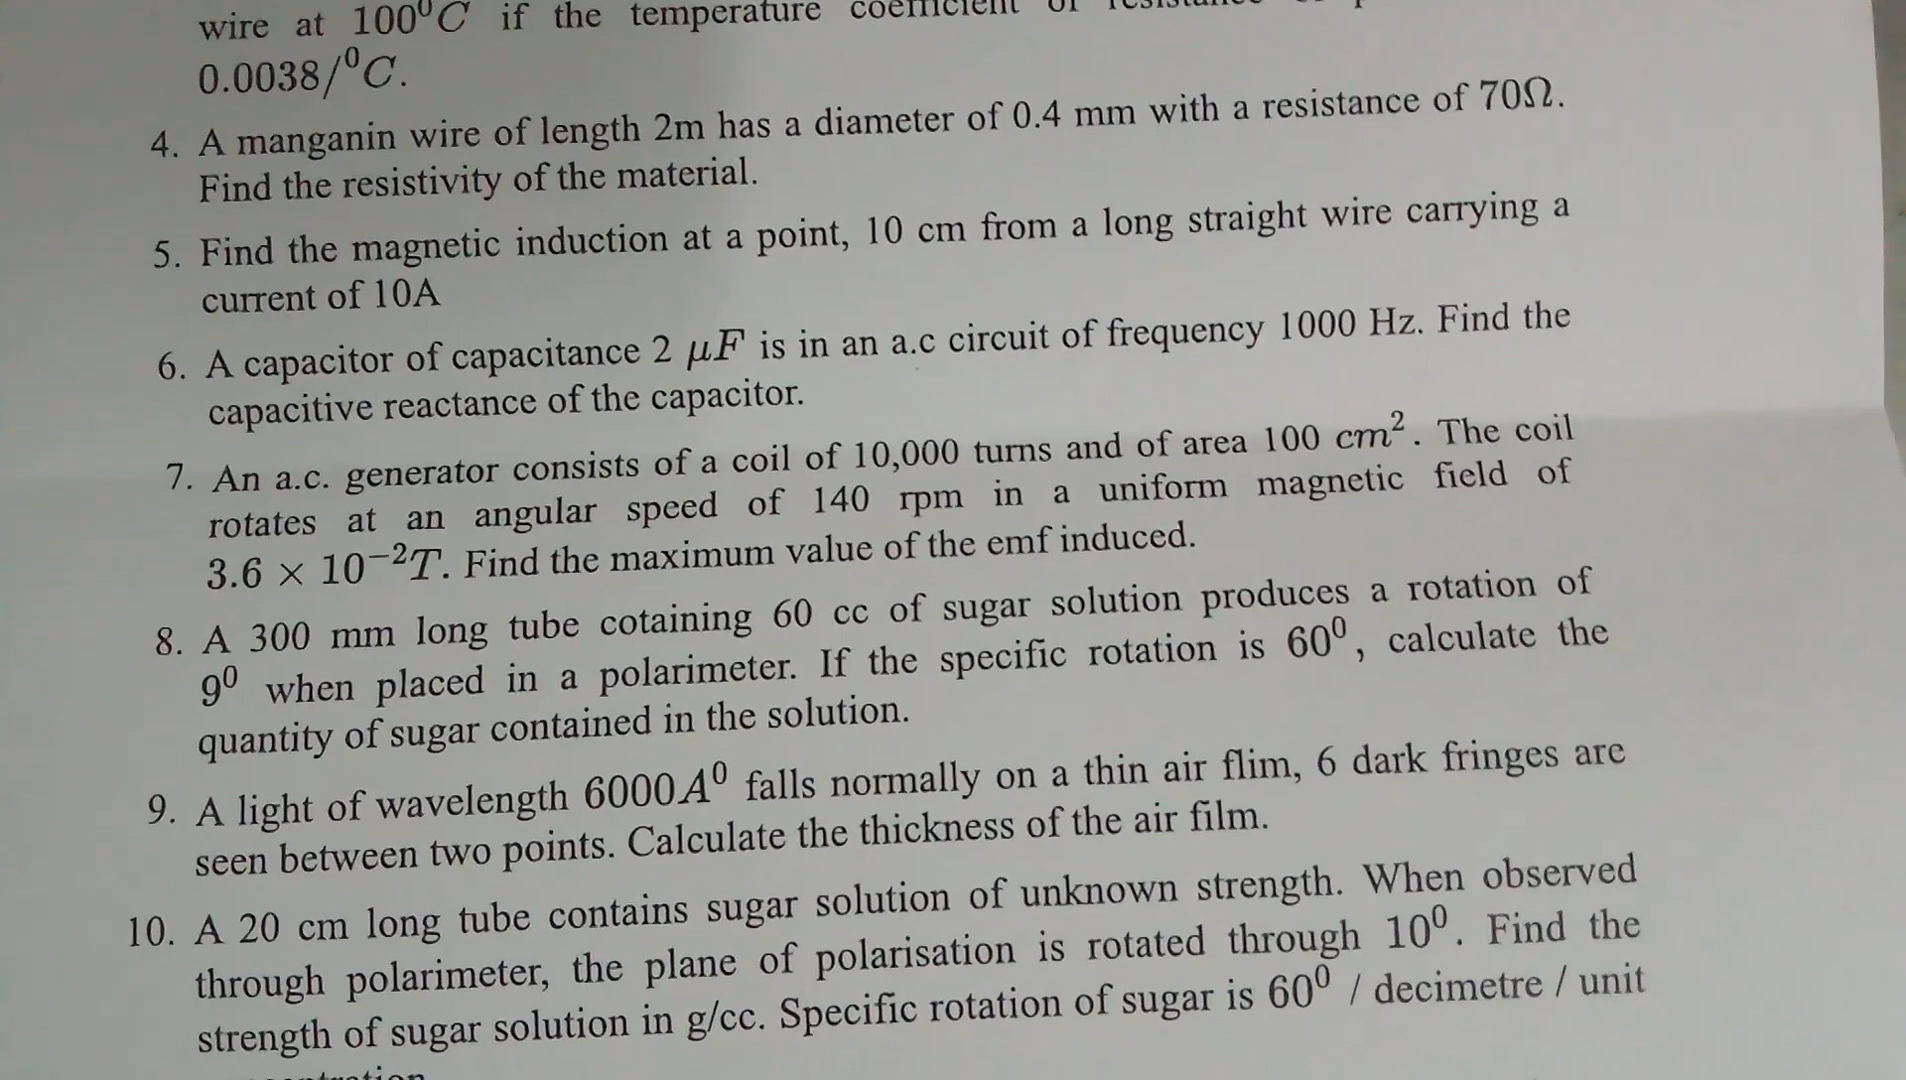 wire at 100⁰C if the temperature coefficient of
0.0038/⁰C.
4. A manganin wire of length 2m has a diameter of 0.4 mm with a resistance of 70Ω.
Find the resistivity of the material.
5. Find the magnetic induction at a point, 10 cm from a long straight wire carrying a
current of 10A
6. A capacitor of capacitance 2 μF is in an a.c circuit of frequency 1000 Hz. Find the
capacitive reactance of the capacitor.
7. An a.c. generator consists of a coil of 10,000 turns and of area 100 cm². The coil
rotates at an angular speed of 140 rpm in a uniform magnetic field of
3.6 × 10⁻²T. Find the maximum value of the emf induced.
8. A 300 mm long tube cotaining 60 cc of sugar solution produces a rotation of
9⁰ when placed in a polarimeter. If the specific rotation is 60⁰, calculate the
quantity of sugar contained in the solution.
9. A light of wavelength 6000A⁰ falls normally on a thin air flim, 6 dark fringes are
seen between two points. Calculate the thickness of the air film.
10. A 20 cm long tube contains sugar solution of unknown strength. When observed
through polarimeter, the plane of polarisation is rotated through 10⁰. Find the
strength of sugar solution in g/cc. Specific rotation of sugar is 60⁰ / decimetre / unit